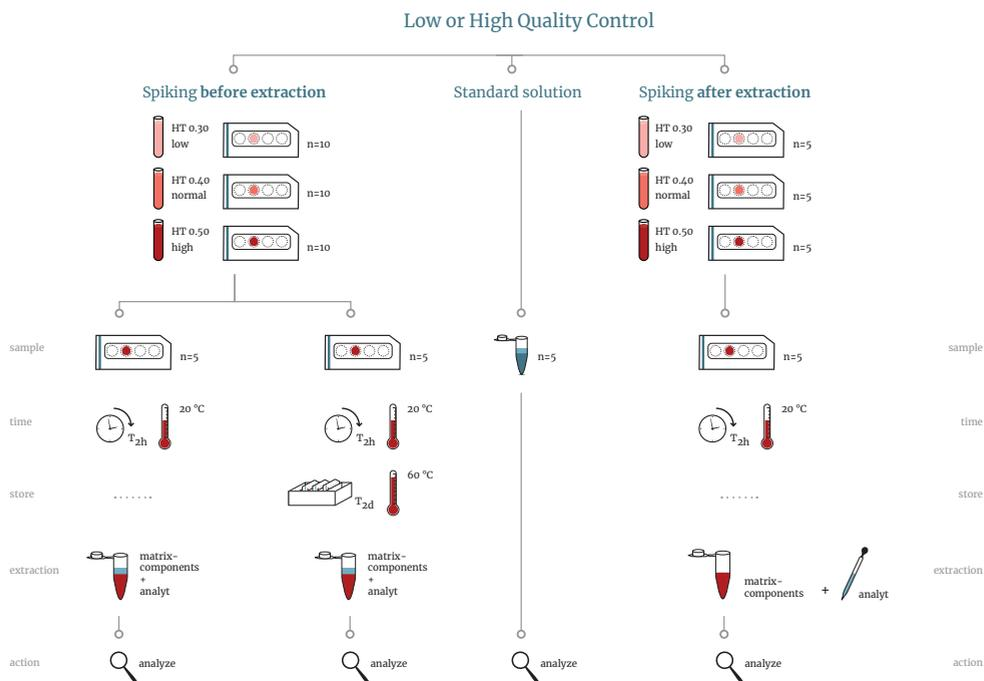 Low or High Quality Control
Spiking before extraction
Standard solution
Spiking after extraction
HT 0.30
low
n=10
HT 0.40
normal
n=10
HT 0.50
high
n=10
HT 0.30
low
n=5
HT 0.40
normal
n=5
HT 0.50
high
n=5
sample
n=5
n=5
n=5
n=5
sample
time
T2h
20 °C
T2h
20 °C
T2h
20 °C
time
store
......
T2d
60 °C
......
store
extraction
matrix-
components
+
analyt
matrix-
components
+
analyt
matrix-
components
+
analyt
extraction
action
analyze
analyze
analyze
analyze
action